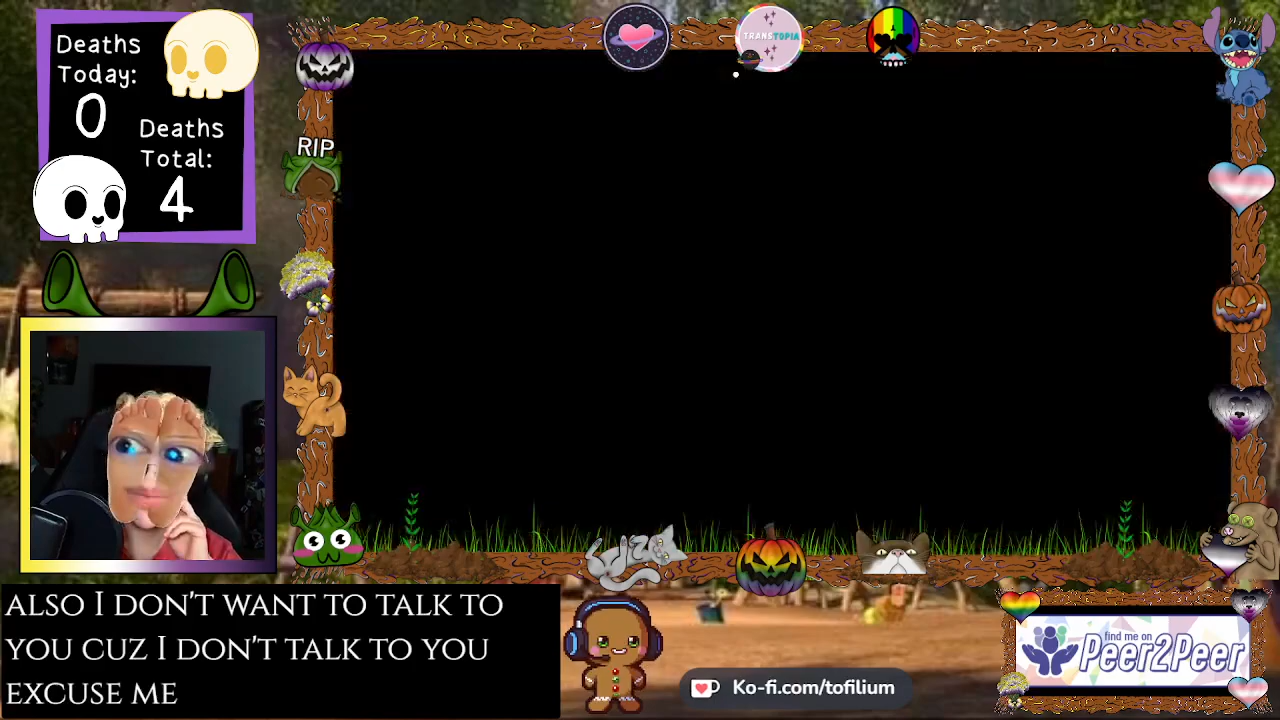 Deaths
Today:
0
Deaths
Total:
4
RIP
TRANSTOPIA
ALSO I DON'T WANT TO TALK TO
YOU CUZ I DON'T TALK TO YOU
EXCUSE ME
Ko-fi.com/tofilium
find me on
Peer2Peer